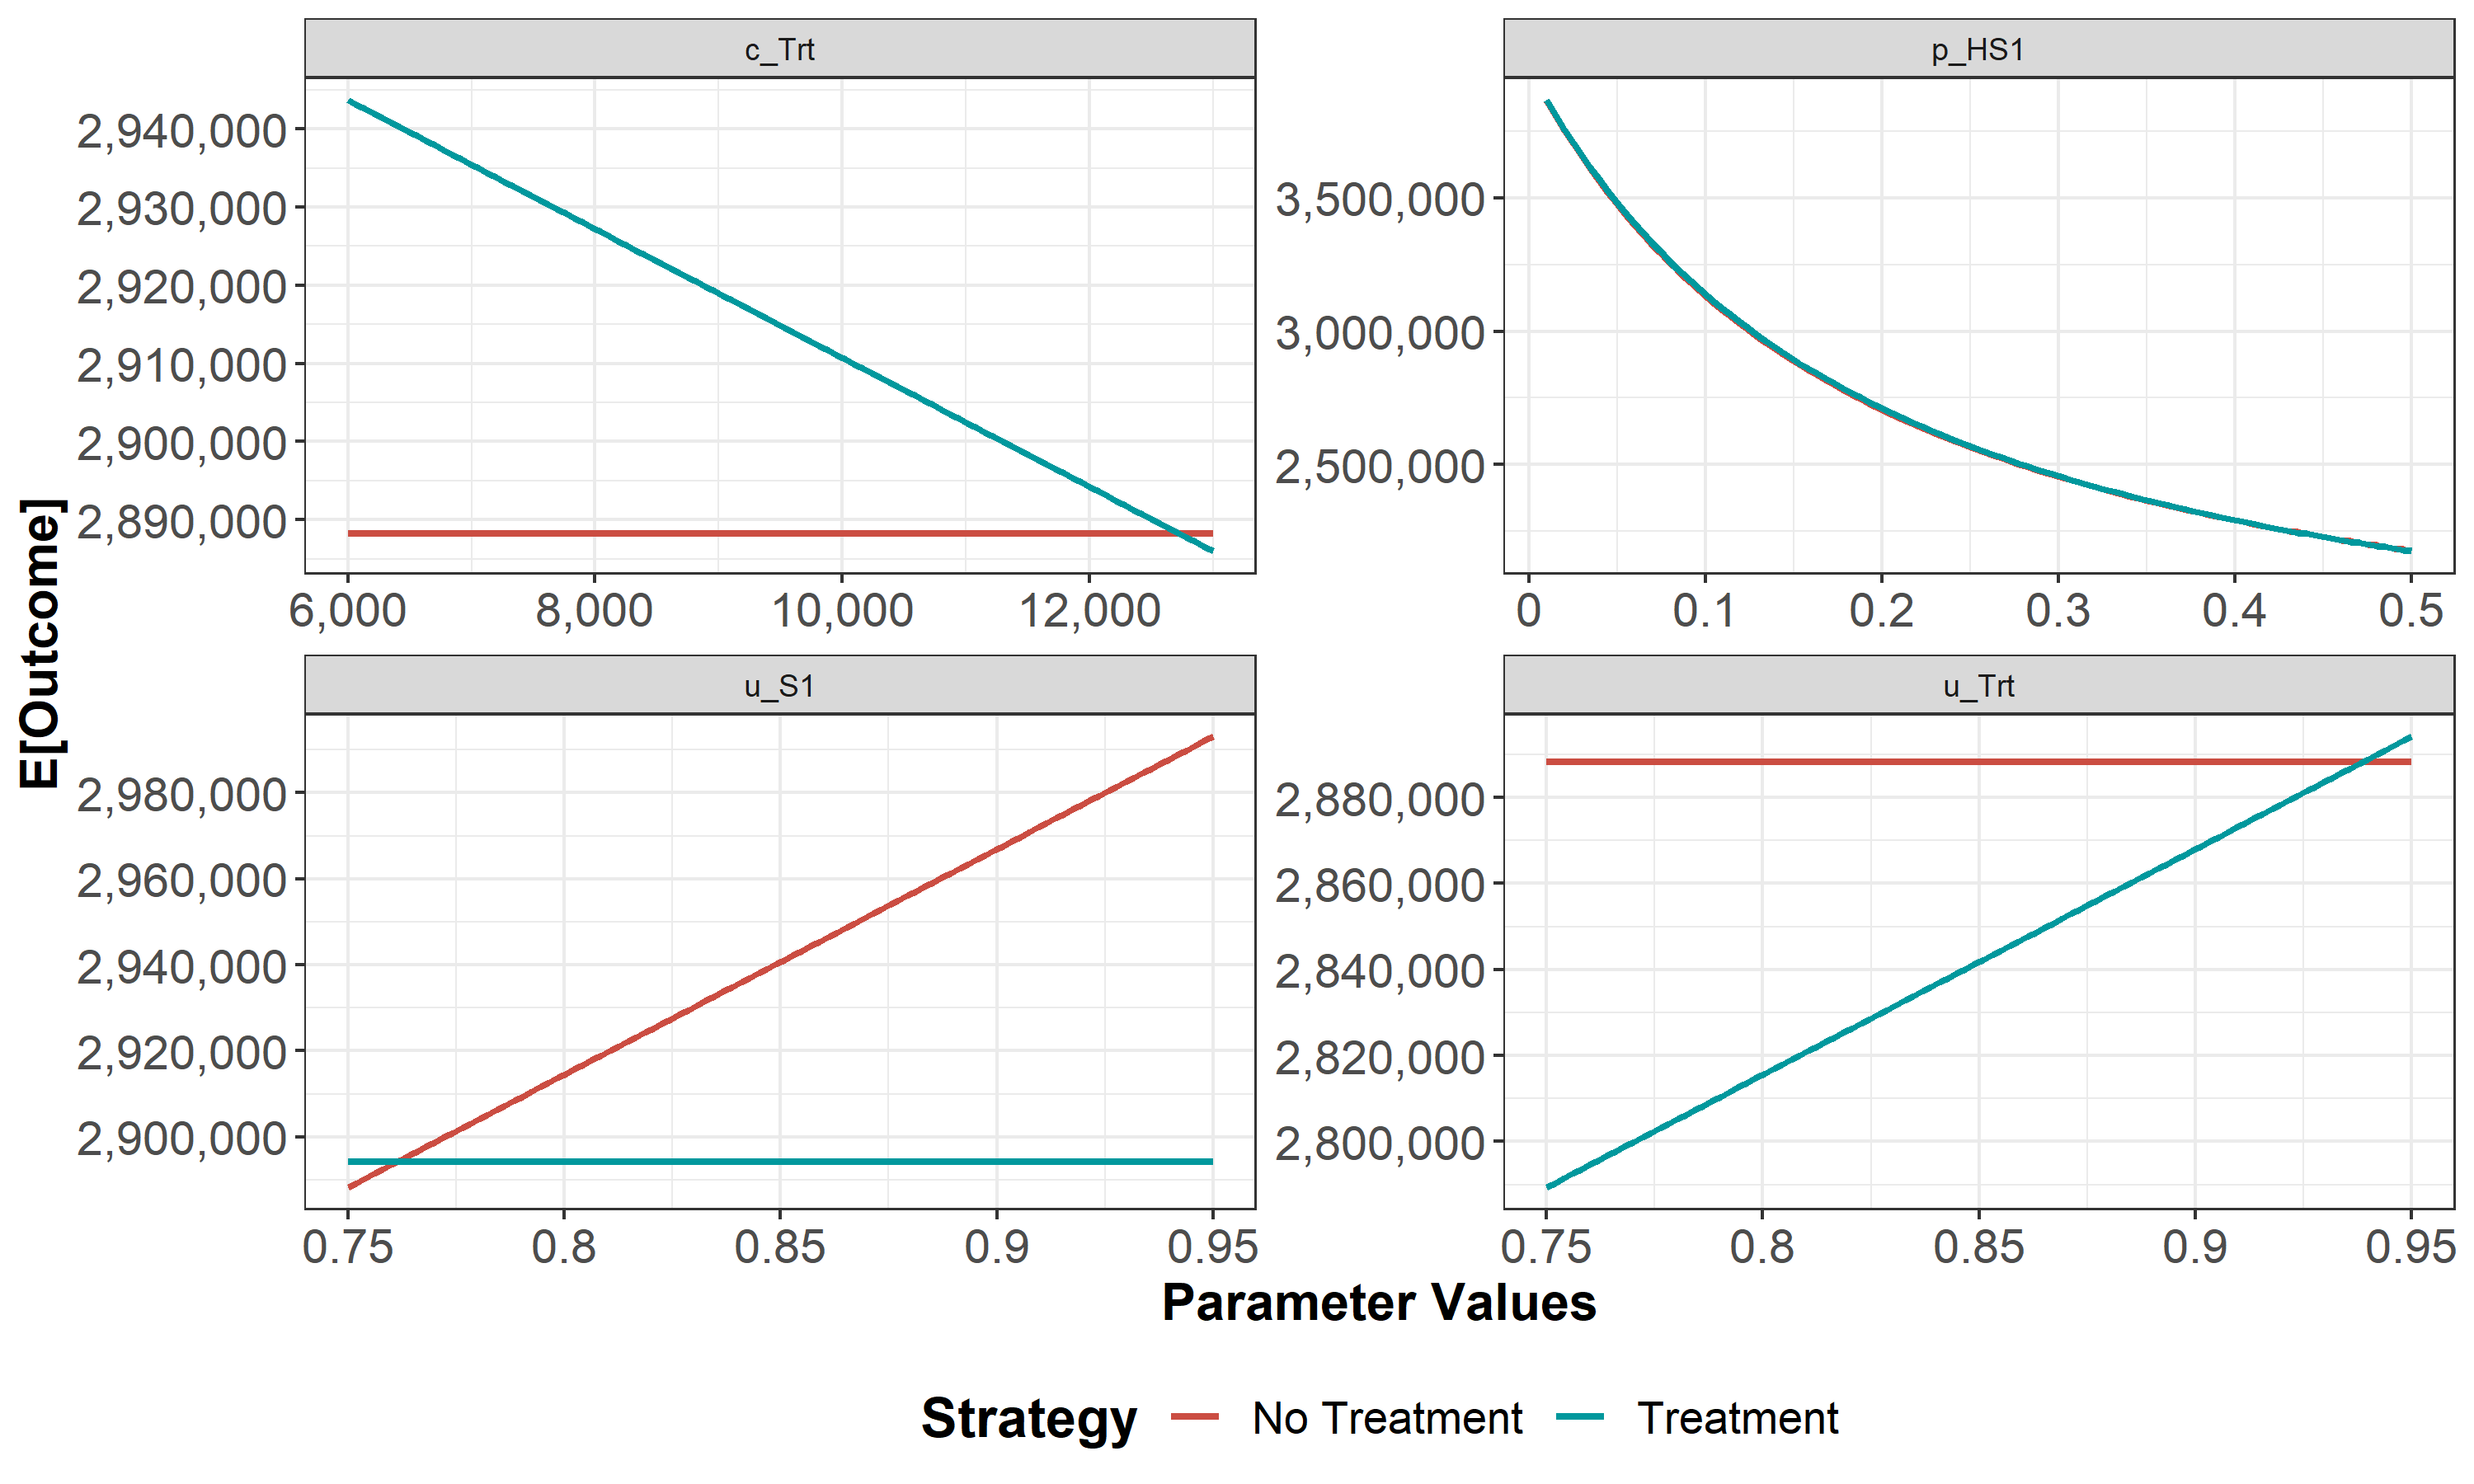 c_Trt
p_HS1
2,940,000
2,930,000
2,920,000
2,910,000
2,900,000
2,890,000
3,500,000
3,000,000
2,500,000
6,000 8,000 10,000 12,000
0 0.1 0.2 0.3 0.4 0.5
E[Outcome]
u_S1
u_Trt
2,980,000
2,960,000
2,940,000
2,920,000
2,900,000
2,880,000
2,860,000
2,840,000
2,820,000
2,800,000
0.75 0.8 0.85 0.9 0.95
0.75 0.8 0.85 0.9 0.95
Parameter Values
Strategy No Treatment Treatment